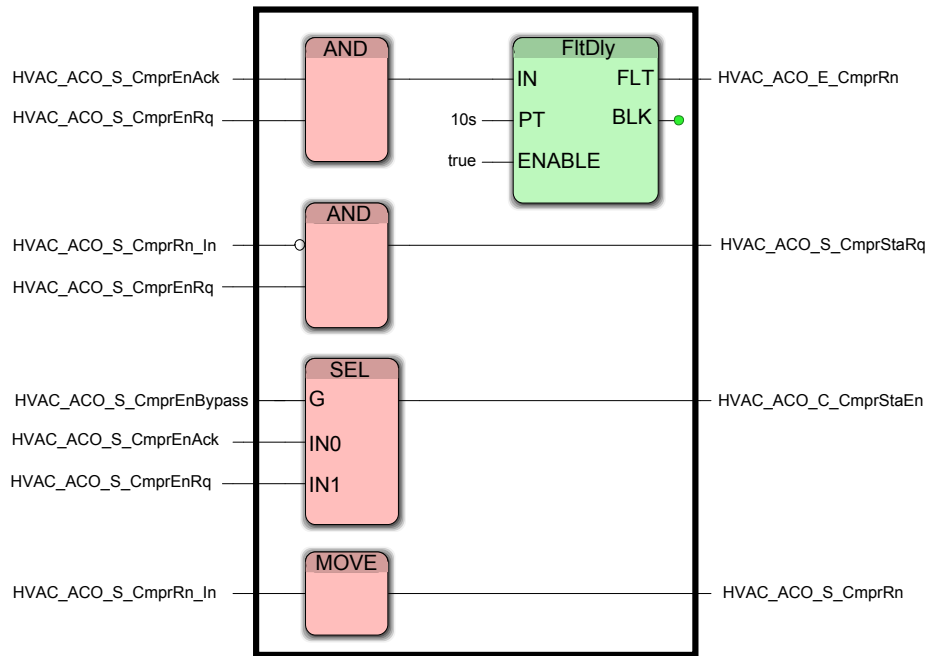 AND
FltDly
HVAC_ACO_S_CmprEnAck
IN
FLT
HVAC_ACO_E_CmprRn
HVAC_ACO_S_CmprEnRq
10s
PT
BLK
true
ENABLE
AND
HVAC_ACO_S_CmprRn_In
HVAC_ACO_S_CmprStaRq
HVAC_ACO_S_CmprEnRq
SEL
HVAC_ACO_S_CmprEnBypass
G
HVAC_ACO_C_CmprStaEn
HVAC_ACO_S_CmprEnAck
IN0
HVAC_ACO_S_CmprEnRq
IN1
MOVE
HVAC_ACO_S_CmprRn_In
HVAC_ACO_S_CmprRn